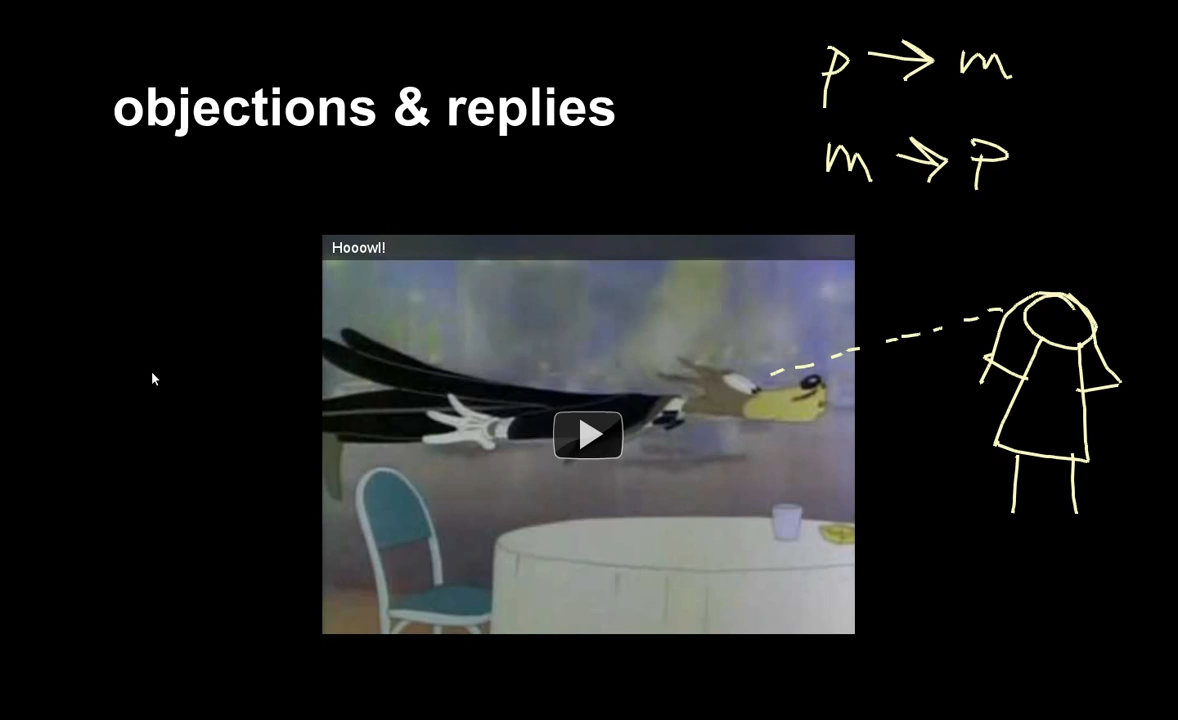 objections & replies
p → m
m → p
Hooowl!